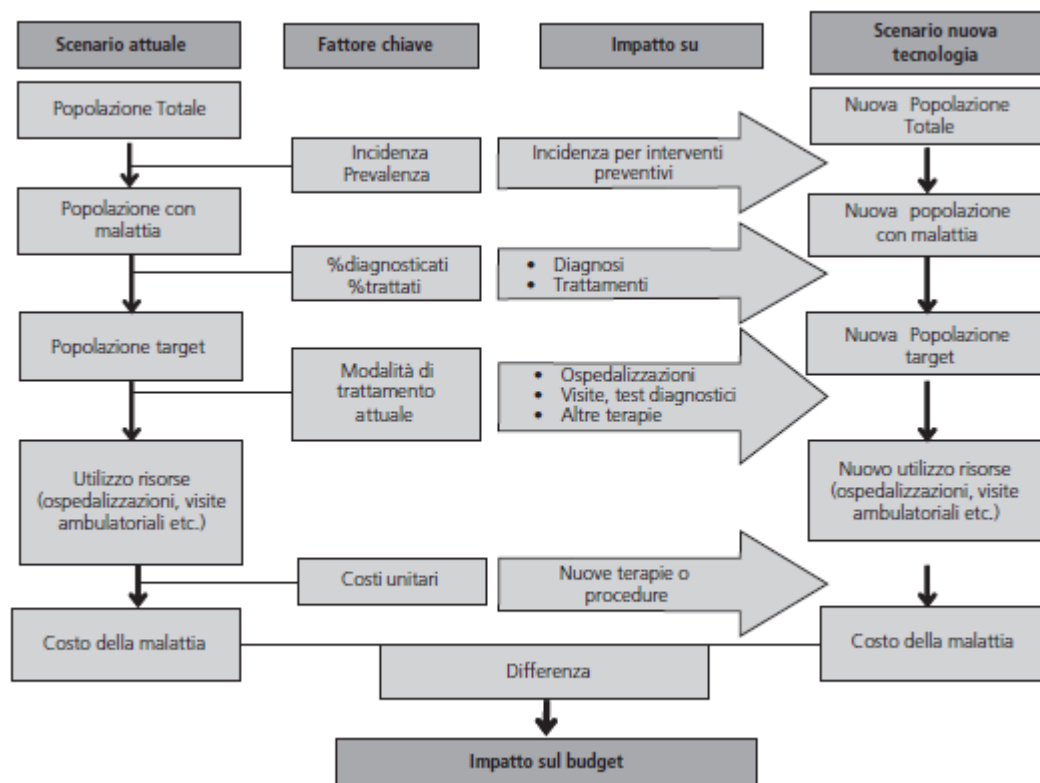 Scenario attuale
Fattore chiave
Impatto su
Scenario nuova
tecnologia
Popolazione Totale
Nuova Popolazione
Totale
Incidenza
Prevalenza
Incidenza per interventi
preventivi
Popolazione con
malattia
Nuova popolazione
con malattia
%diagnosticati
%trattati
• Diagnosi
• Trattamenti
Popolazione target
Nuova Popolazione
target
Modalità di
trattamento
attuale
• Ospedalizzazioni
• Visite, test diagnostici
• Altre terapie
Utilizzo risorse
(ospedalizzazioni, visite
ambulatoriali etc.)
Nuovo utilizzo risorse
(ospedalizzazioni, visite
ambulatoriali etc.)
Costi unitari
Nuove terapie o
procedure
Costo della malattia
Costo della malattia
Differenza
Impatto sul budget